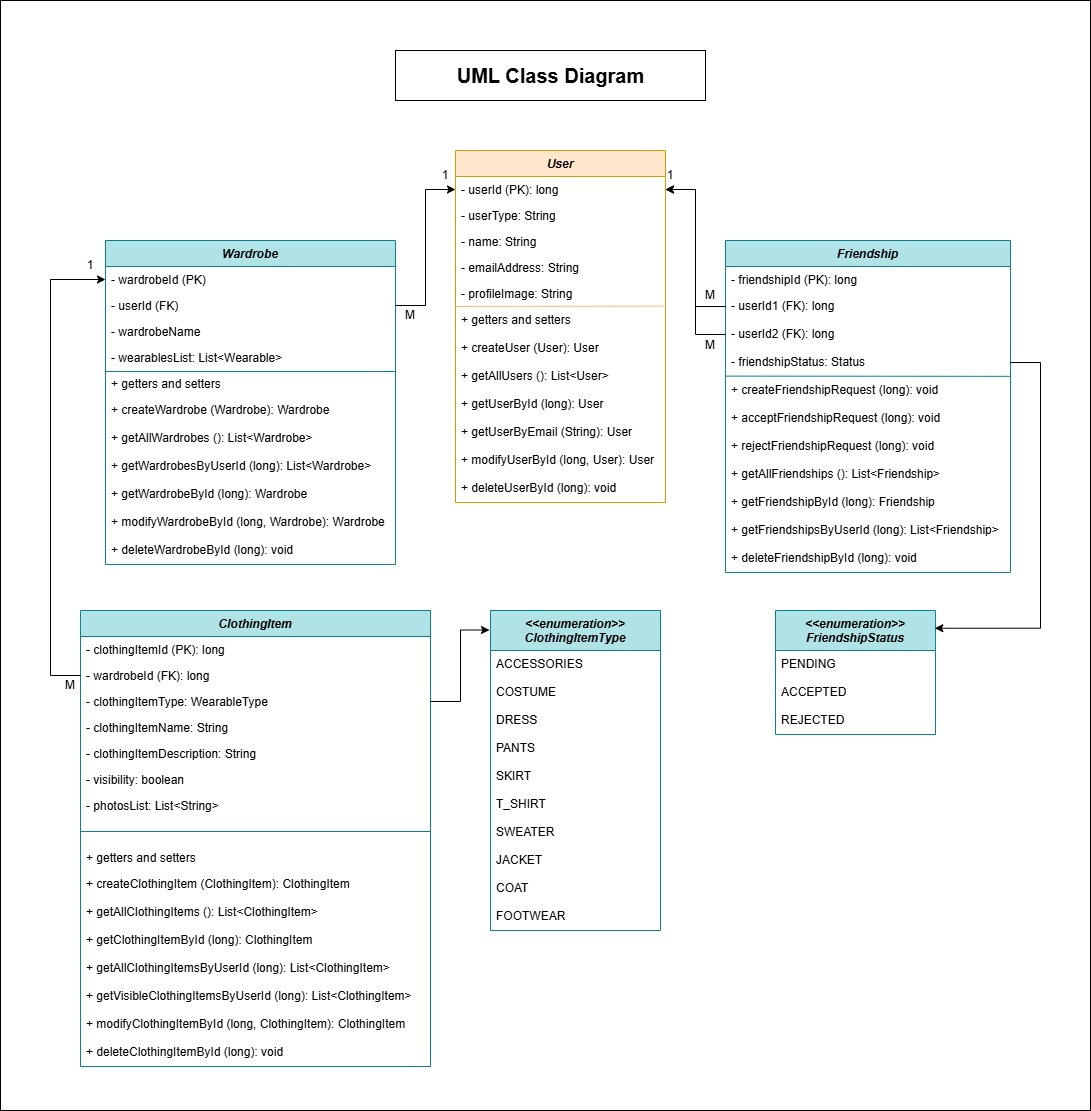 UML Class Diagram
User
- userId (PK): long
- userType: String
- name: String
- emailAddress: String
- profileImage: String
+ getters and setters
+ createUser (User): User
+ getAllUsers (): List<User>
+ getUserById (long): User
+ getUserByEmail (String): User
+ modifyUserById (long, User): User
+ deleteUserById (long): void
1
1
Wardrobe
- wardrobeId (PK)
- userId (FK)
- wardrobeName
- wearablesList: List<Wearable>
+ getters and setters
+ createWardrobe (Wardrobe): Wardrobe
+ getAllWardrobes (): List<Wardrobe>
+ getWardrobesByUserId (long): List<Wardrobe>
+ getWardrobeById (long): Wardrobe
+ modifyWardrobeById (long, Wardrobe): Wardrobe
+ deleteWardrobeById (long): void
1
M
Friendship
- friendshipId (PK): long
- userId1 (FK): long
- userId2 (FK): long
- friendshipStatus: Status
+ createFriendshipRequest (long): void
+ acceptFriendshipRequest (long): void
+ rejectFriendshipRequest (long): void
+ getAllFriendships (): List<Friendship>
+ getFriendshipById (long): Friendship
+ getFriendshipsByUserId (long): List<Friendship>
+ deleteFriendshipById (long): void
M
M
ClothingItem
- clothingItemId (PK): long
- wardrobeId (FK): long
- clothingItemType: WearableType
- clothingItemName: String
- clothingItemDescription: String
- visibility: boolean
- photosList: List<String>
+ getters and setters
+ createClothingItem (ClothingItem): ClothingItem
+ getAllClothingItems (): List<ClothingItem>
+ getClothingItemById (long): ClothingItem
+ getAllClothingItemsByUserId (long): List<ClothingItem>
+ getVisibleClothingItemsByUserId (long): List<ClothingItem>
+ modifyClothingItemById (long, ClothingItem): ClothingItem
+ deleteClothingItemById (long): void
M
<<enumeration>>
ClothingItemType
ACCESSORIES
COSTUME
DRESS
PANTS
SKIRT
T_SHIRT
SWEATER
JACKET
COAT
FOOTWEAR
<<enumeration>>
FriendshipStatus
PENDING
ACCEPTED
REJECTED